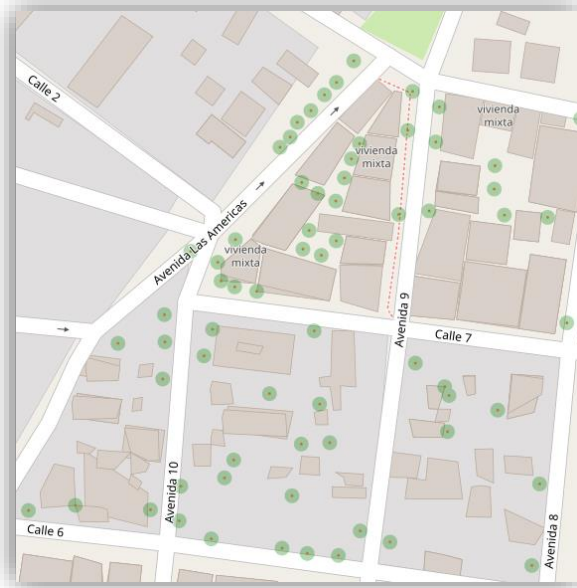 Calle 2
vivienda
mixta
vivienda
mixta
Avenida Las Americas
vivienda
mixta
Avenida 9
Calle 7
Avenida 10
Calle 6
Avenida 8